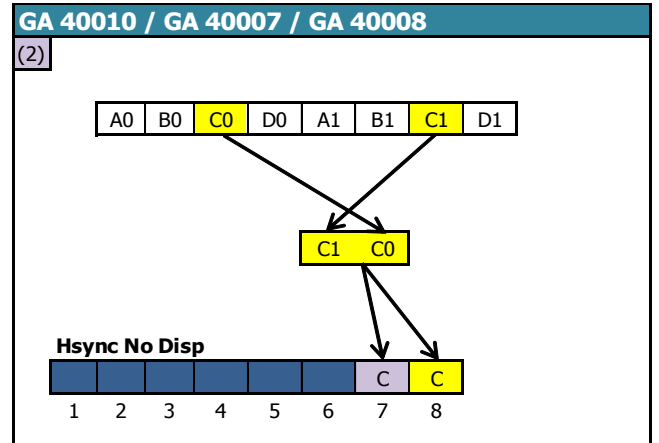 GA 40010 / GA 40007 / GA 40008
(2)
A0 B0 C0 D0 A1 B1 C1 D1
C1 C0
Hsync No Disp
C C
1 2 3 4 5 6 7 8